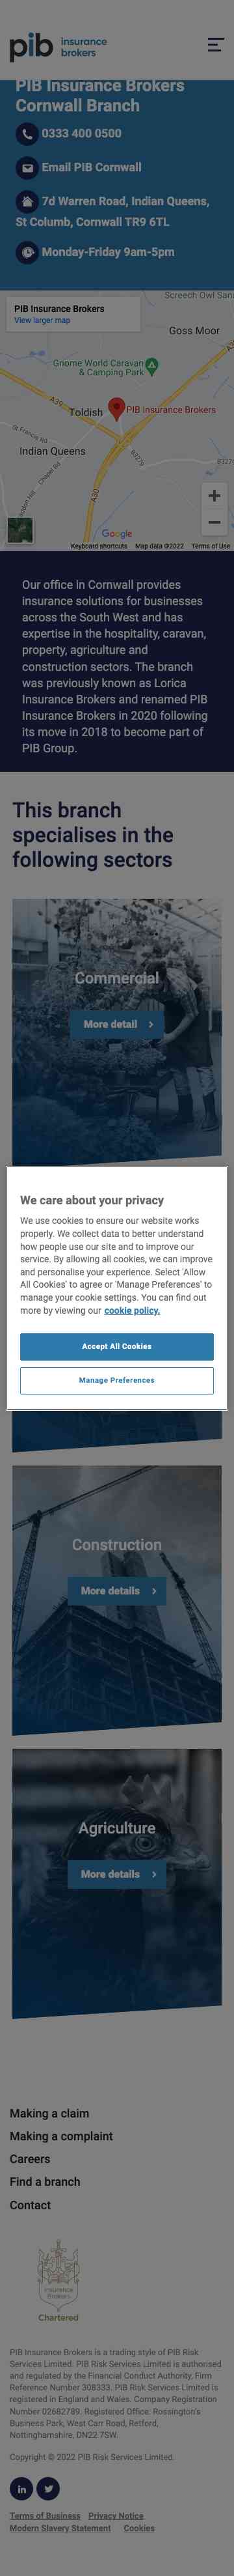 pib insurance
brokers
PIB Insurance Brokers
Cornwall Branch
0333 400 0500
Email PIB Cornwall
7d Warren Road, Indian Queens,
St Columb, Cornwall TR9 6TL
Monday-Friday 9am-5pm
Screech Owl Sanc
PIB Insurance Brokers
View larger map
Goss Moor
Gnome World Caravan
& Camping Park
A30
Toldish
PIB Insurance Brokers
St Francis Rd
Indian Queens
B3279
B327
A39
A30
Chapel Rd
Google
Keyboard shortcuts Map data ©2022 Terms of Use
Our office in Cornwall provides
insurance solutions for businesses
across the South West and has
expertise in the hospitality, caravan,
property, agriculture and
construction sectors. The branch
was previously known as Lorica
Insurance Brokers and renamed PIB
Insurance Brokers in 2020 following
its move in 2018 to become part of
PIB Group.
This branch
specialises in the
following sectors
Commercial
More detail
We care about your privacy
We use cookies to ensure our website works
properly. We collect data to better understand
how people use our site and to improve our
service. By allowing all cookies, we can improve
and personalise your experience. Select 'Allow
All Cookies' to agree or 'Manage Preferences' to
manage your cookie settings. You can find out
more by viewing our cookie policy.
Accept All Cookies
Manage Preferences
Construction
More details
Agriculture
More details
Making a claim
Making a complaint
Careers
Find a branch
Contact
Insurance
Brokers
Chartered
PIB Insurance Brokers is a trading style of PIB Risk
Services Limited. PIB Risk Services Limited is authorised
and regulated by the Financial Conduct Authority, Firm
Reference Number 308333. PIB Risk Services Limited is
registered in England and Wales. Company Registration
Number 02682789. Registered Office: Rossington's
Business Park, West Carr Road, Retford,
Nottinghamshire, DN22 7SW.
Copyright © 2022 PIB Risk Services Limited.
Terms of Business Privacy Notice
Modern Slavery Statement Cookies